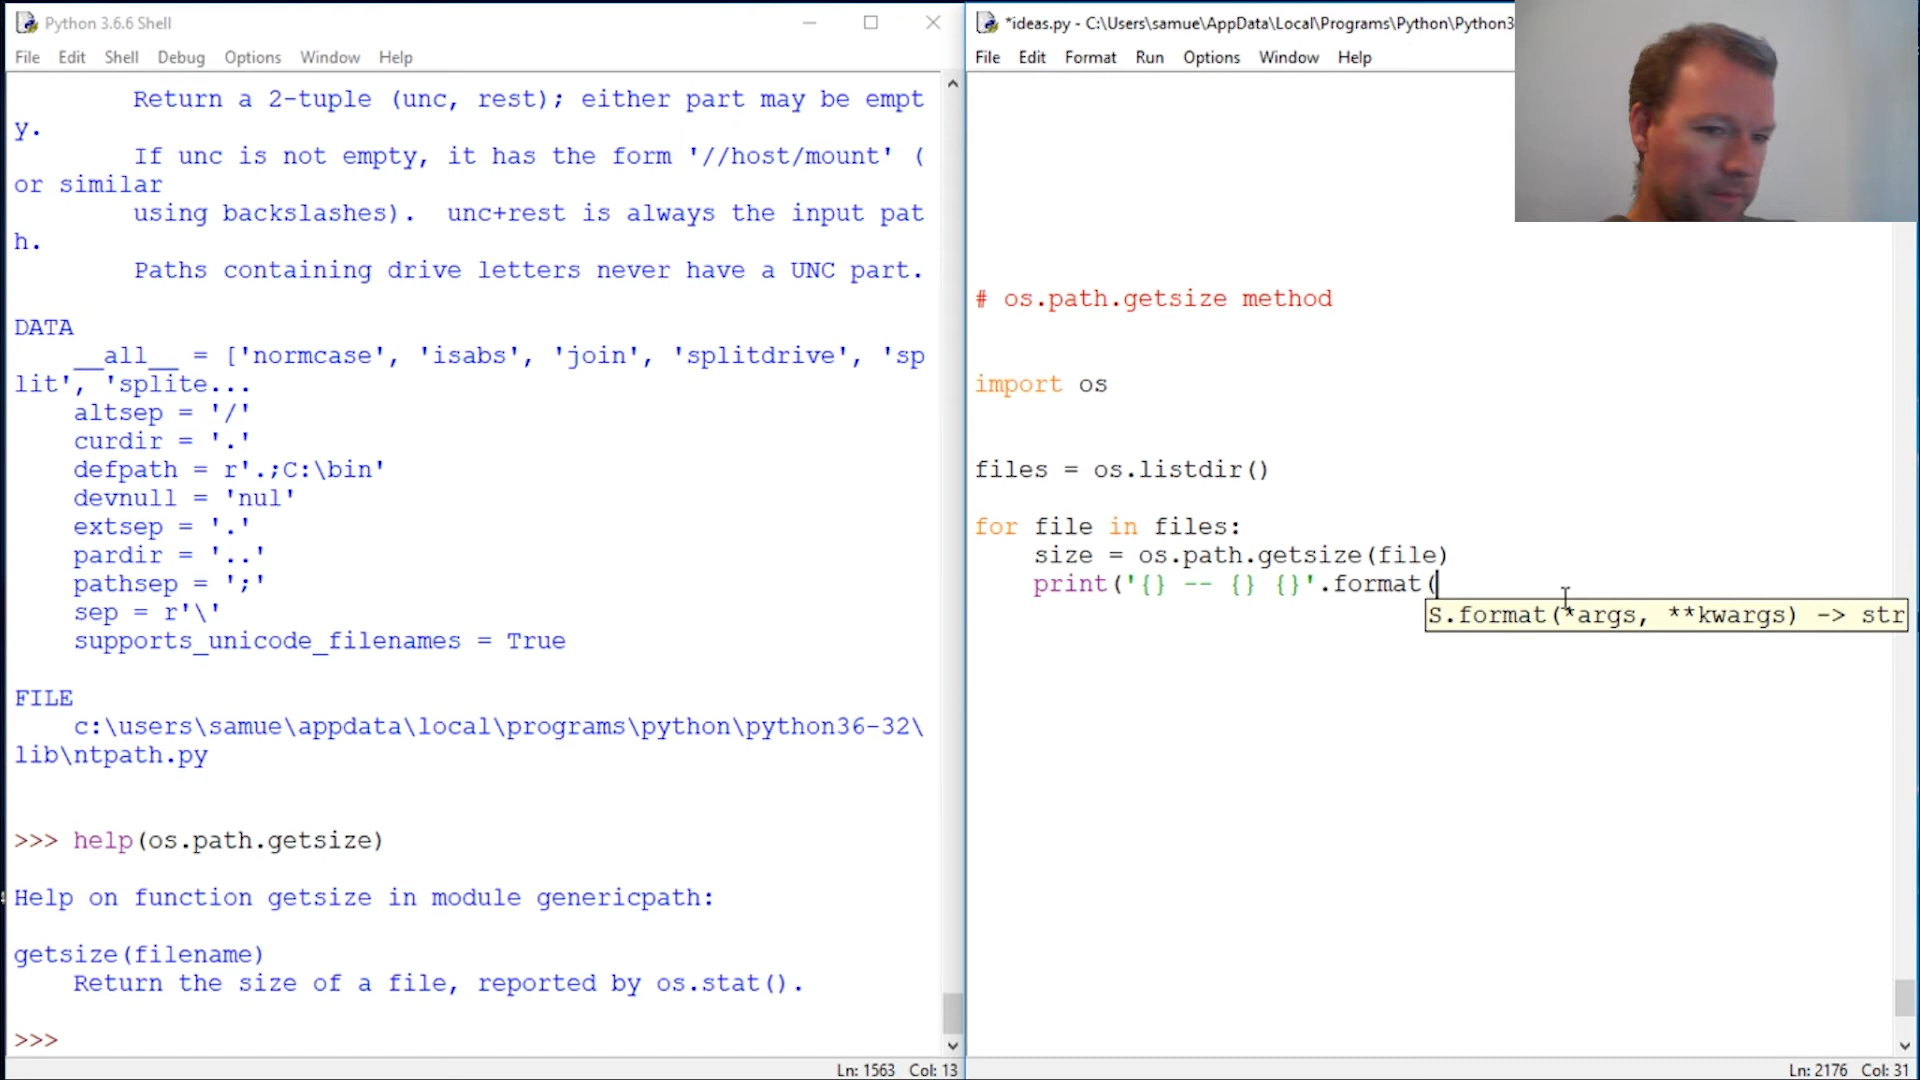 Python 3.6.6 Shell
File Edit Shell Debug Options Window Help
Return a 2-tuple (unc, rest); either part may be empt
y.
If unc is not empty, it has the form '//host/mount' (
or similar
using backslashes).  unc+rest is always the input pat
h.
Paths containing drive letters never have a UNC part.
DATA
__all__ = ['normcase', 'isabs', 'join', 'splitdrive', 'sp
lit', 'splite...
altsep = '/'
curdir = '.'
defpath = r'.;C:\bin'
devnull = 'nul'
extsep = '.'
pardir = '..'
pathsep = ';'
sep = r'\'
supports_unicode_filenames = True
FILE
c:\users\samue\appdata\local\programs\python\python36-32\
lib\ntpath.py
>>> help(os.path.getsize)
Help on function getsize in module genericpath:
getsize(filename)
Return the size of a file, reported by os.stat().
>>>
Ln: 1563 Col: 13
*ideas.py - C:\Users\samue\AppData\Local\Programs\Python\Python3
File Edit Format Run Options Window Help
# os.path.getsize method
import os
files = os.listdir()
for file in files:
size = os.path.getsize(file)
print('{} -- {} {}'.format(
S.format(*args, **kwargs) -> str
Ln: 2176 Col: 31